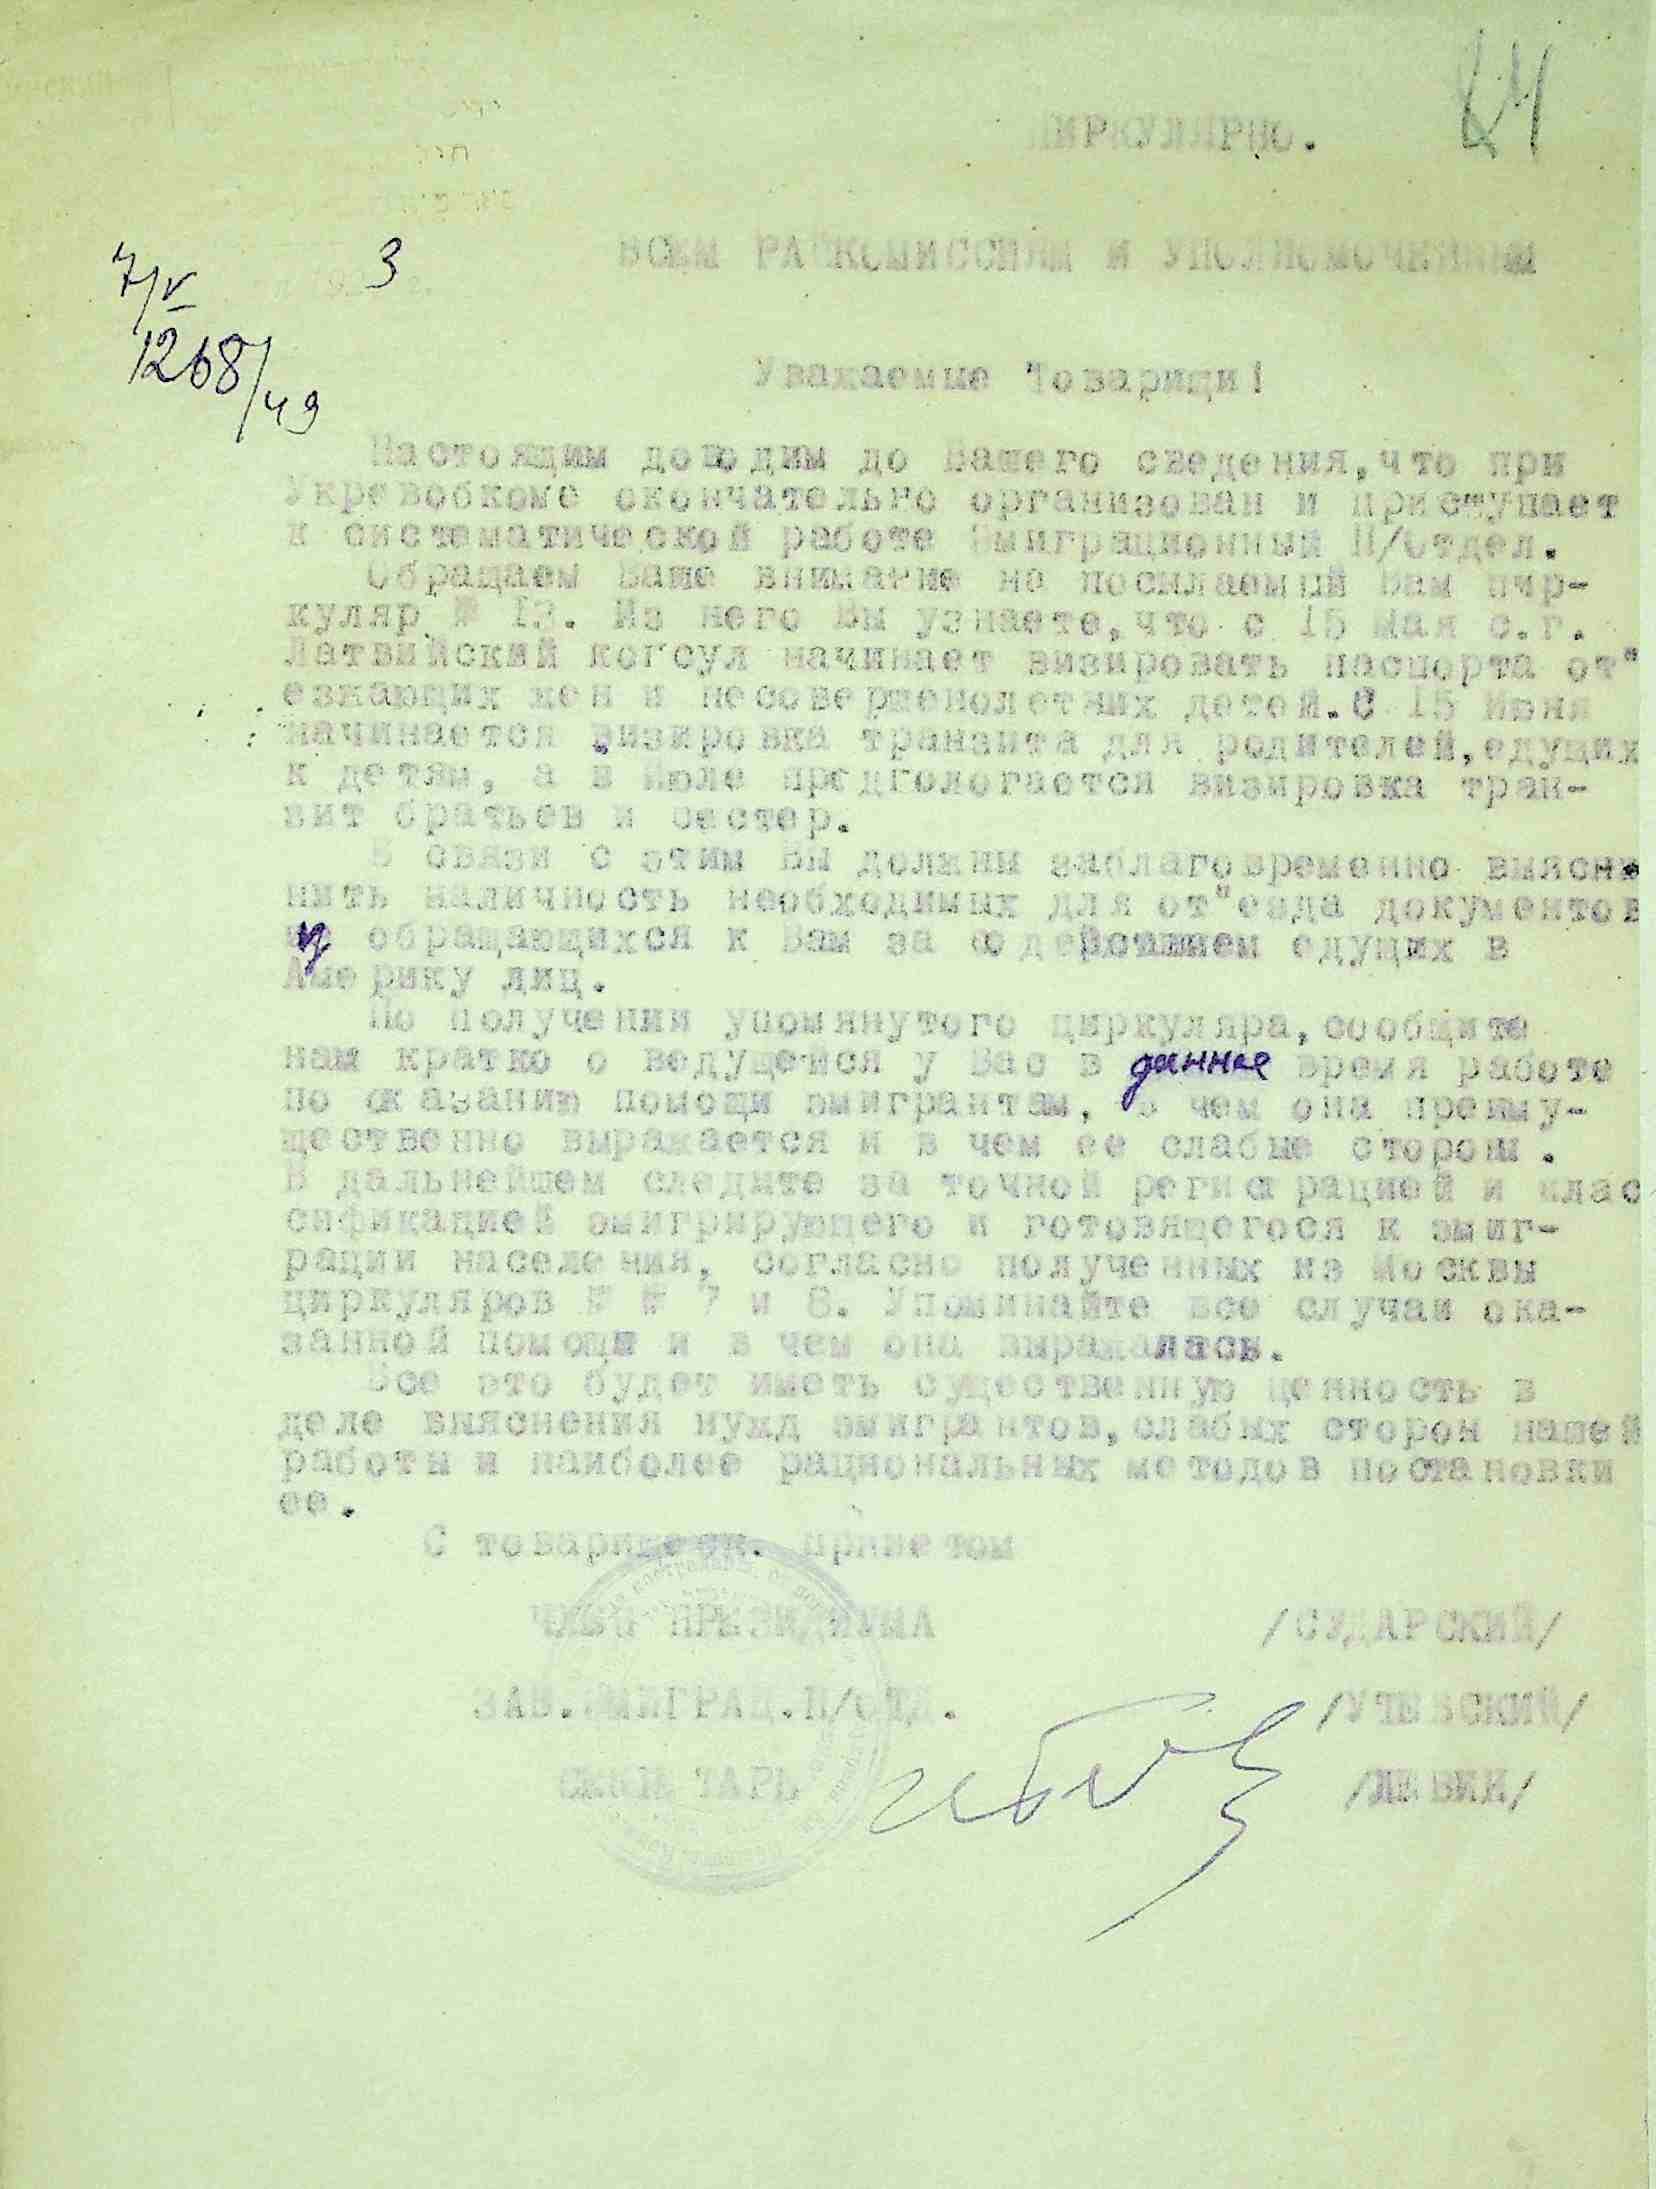 ЦИРКУЛЯРНО.
ВСЕМ РАЙКОМИССИЯМ И УПОЛНОМОЧЕННЫМ
7/V 3
1268/49
Уважаемые Товарищи!
Настоящим доводим до Вашего сведения,что при
Укревобкоме окончательно организован и приступает
к систематической работе Эмиграционный П/Отдел.
Обращаем Ваше внимание на посылаемый Вам цир-
куляр № 13. Из него Вы узнаете,что с 15 мая с.г.
Латвийский консул начинает визировать паспорта от"
езжающих жен и несовершенолетних детей.С 15 Июня
начинается визировка транзита для родителей,едущих
к детям, а в Июле предпологается визировка тран-
зит братьев и сестер.
В связи с этим Вы должны заблаговременно выясни
нить наличность необходимых для от"езда документов
у обращающихся к Вам за содействием едущих в
Америку лиц.
По получении упомянутого циркуляра,сообщите
нам кратко о ведущейся у Вас в данное время работе
по оказанию помощи эмигрантам, в чем она преиму-
щественно выражается и в чем ее слабые стороны.
В дальнейшем следите за точной регистрацией и клас
сификацией эмигрирующего и готовящегося к эмиг-
рации населения, согласно полученных из Москвы
циркуляров № № 7 и 8. Упоминайте все случаи ока-
занной помощи и в чем она выражалась.
Все это будет иметь существенную ценность в
деле выяснения нужд эмигрантов,слабых сторон нашей
работы и наиболее рациональных методов постановки
ее.
С товарищеск. приветом
ЧЛЕН ПРЕЗИДИУМА /СУДАРСКИЙ/
ЗАВ.ЭМИГРАЦ.П/ОТД. /УТЕВСКИЙ/
СЕКРЕТАРЬ /ЛЕВИН/